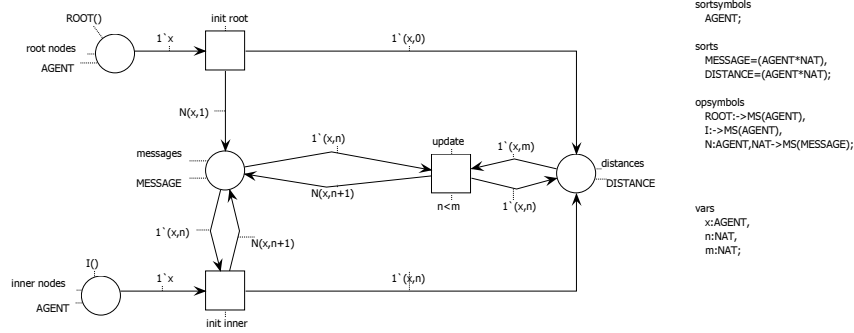 ROOT()
root nodes
AGENT
1`x
init root
1`(x,0)
N(x,1)
messages
MESSAGE
1`(x,n)
N(x,n+1)
update
n<m
1`(x,m)
1`(x,n)
distances
DISTANCE
1`(x,n)
N(x,n+1)
I()
inner nodes
AGENT
1`x
init inner
1`(x,n)
sortsymbols
AGENT;
sorts
MESSAGE=(AGENT*NAT),
DISTANCE=(AGENT*NAT);
opsymbols
ROOT:->MS(AGENT),
I:->MS(AGENT),
N:AGENT,NAT->MS(MESSAGE);
vars
x:AGENT,
n:NAT,
m:NAT;